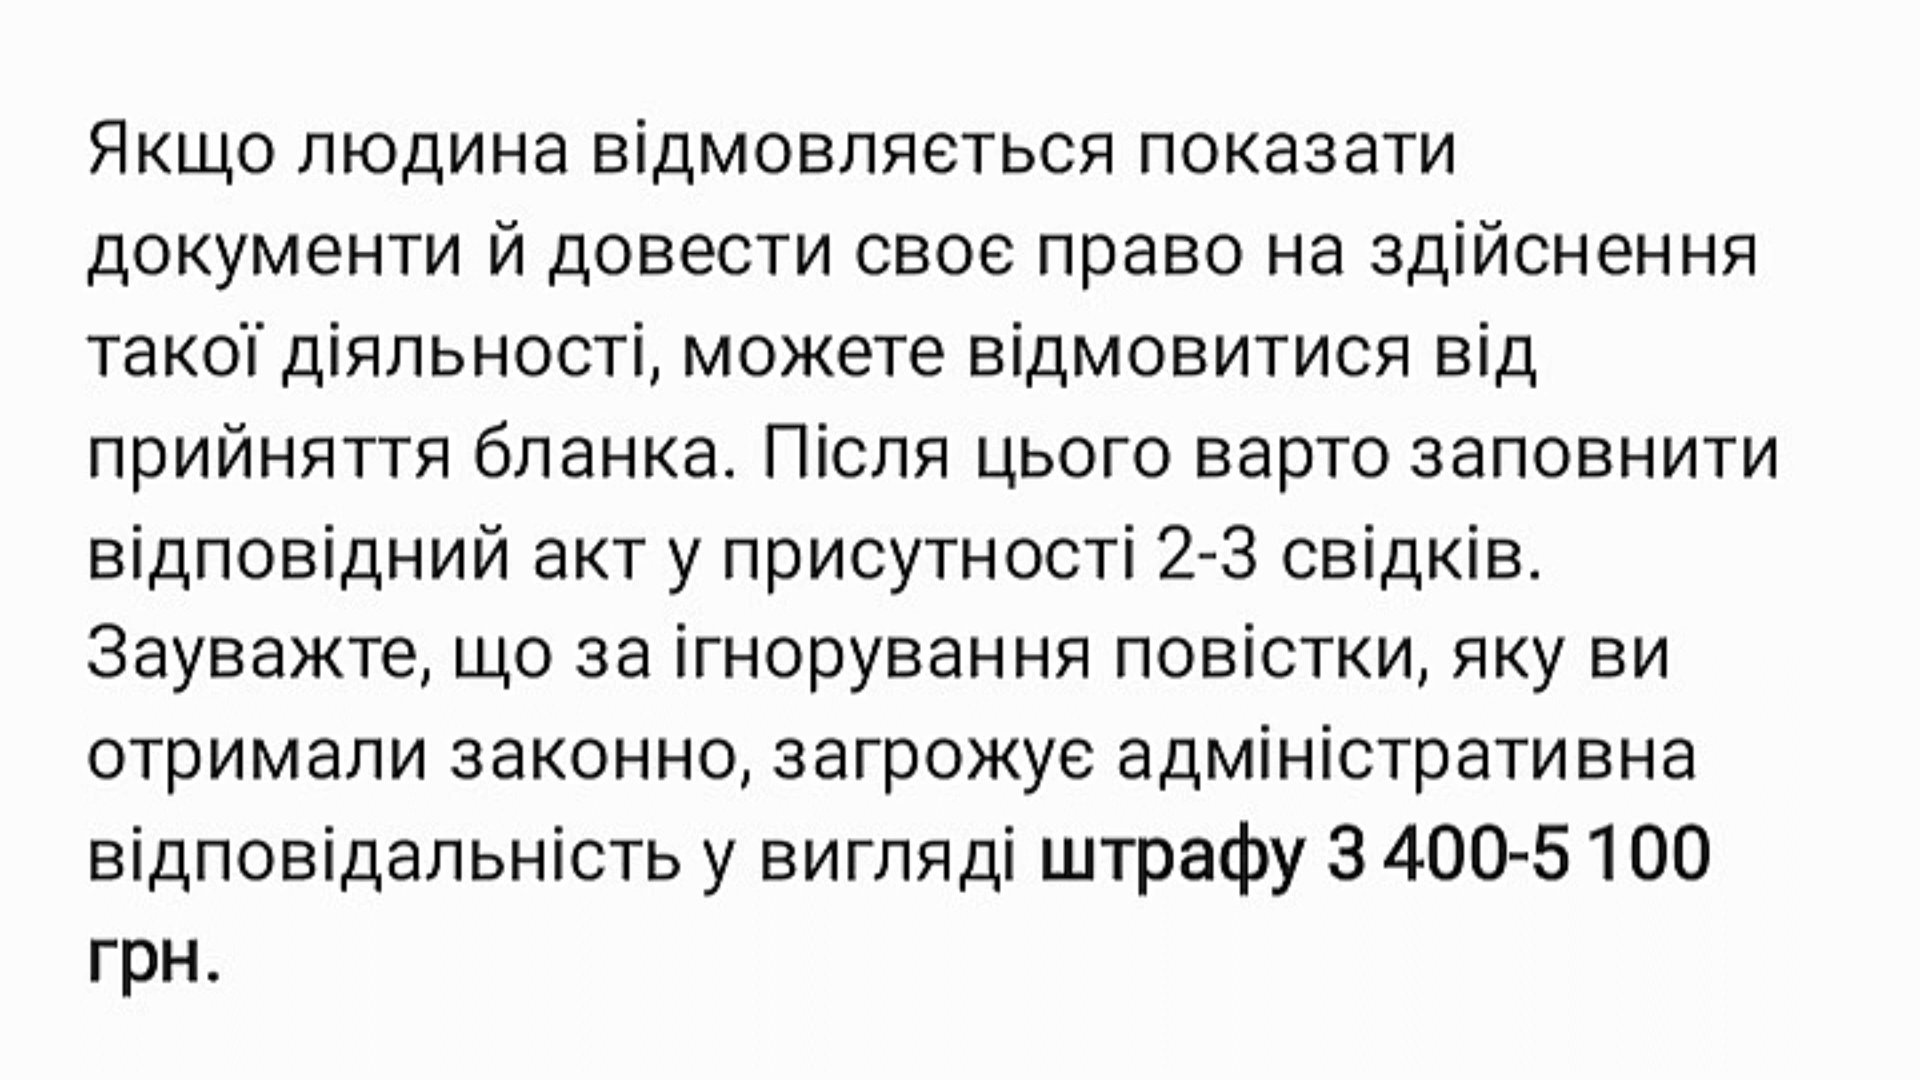 Якщо людина відмовляється показати
документи й довести своє право на здійснення
такої діяльності, можете відмовитися від
прийняття бланка. Після цього варто заповнити
відповідний акт у присутності 2-3 свідків.
Зауважте, що за ігнорування повістки, яку ви
отримали законно, загрожує адміністративна
відповідальність у вигляді штрафу 3 400-5 100
грн.